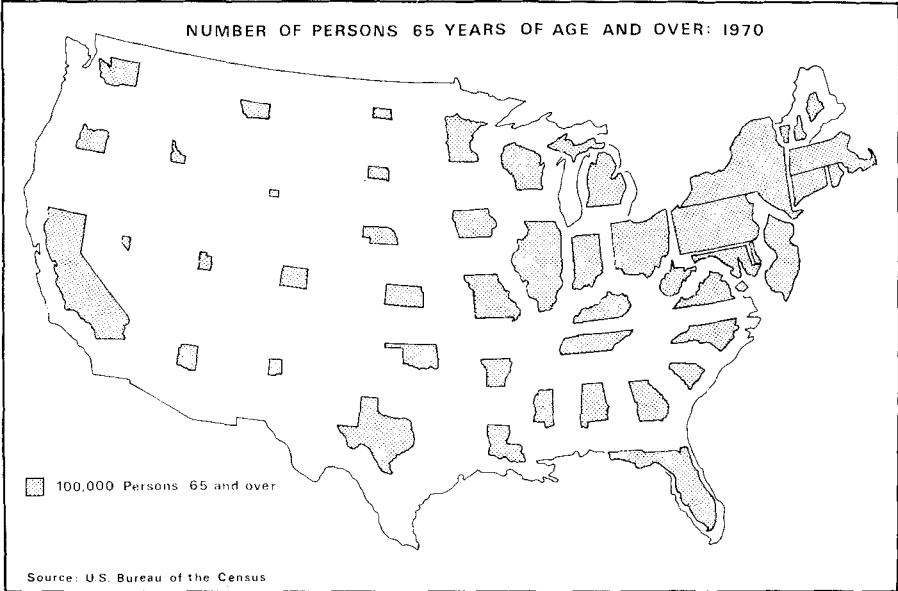 NUMBER OF PERSONS 65 YEARS OF AGE AND OVER: 1970
100,000 Persons 65 and over
Source: U.S. Bureau of the Census